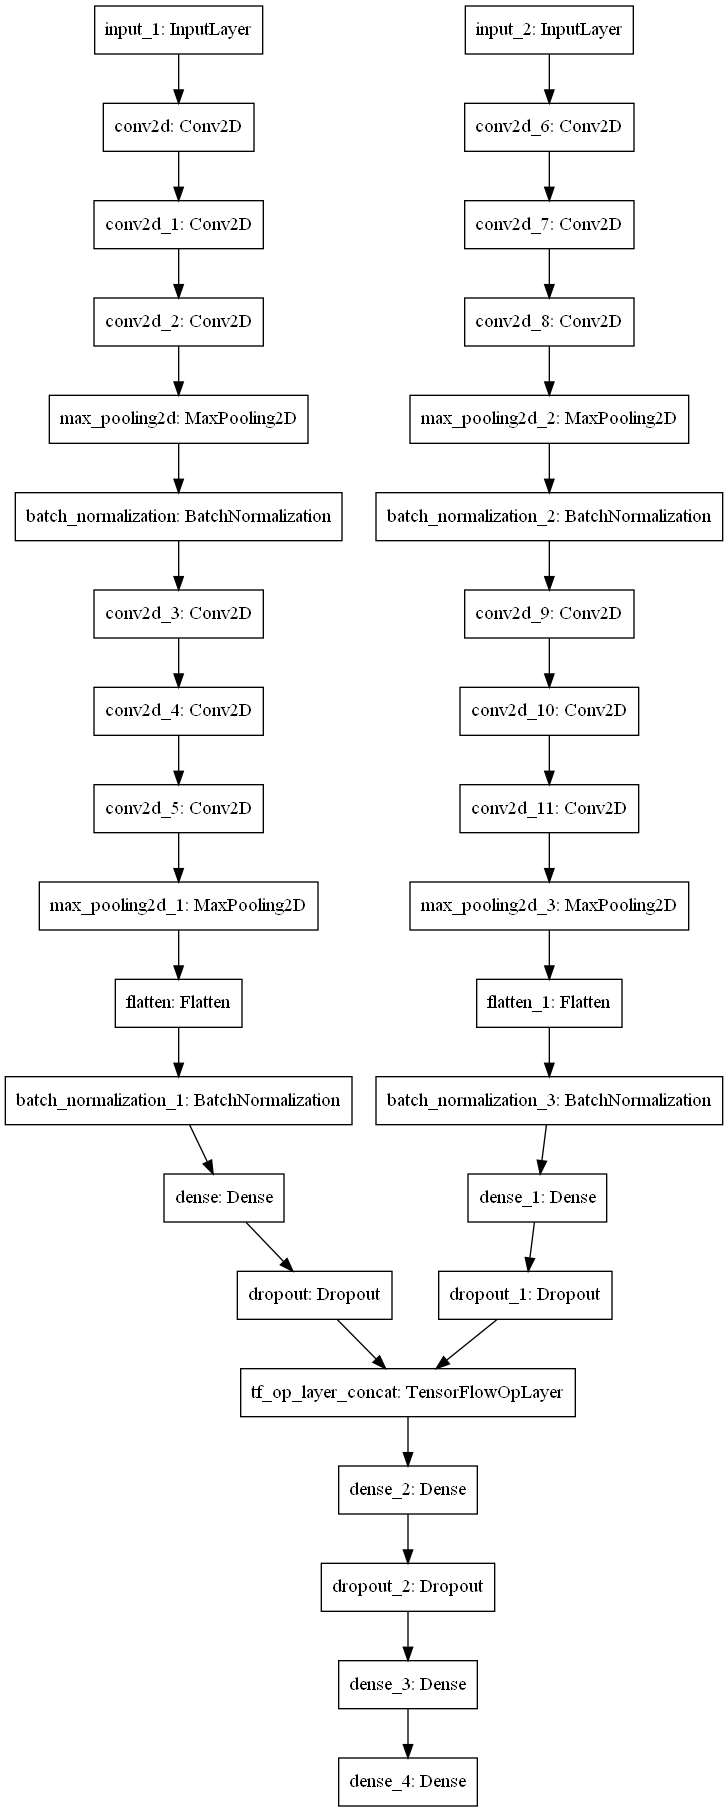 input_1: InputLayer
input_2: InputLayer
conv2d: Conv2D
conv2d_6: Conv2D
conv2d_1: Conv2D
conv2d_7: Conv2D
conv2d_2: Conv2D
conv2d_8: Conv2D
max_pooling2d: MaxPooling2D
max_pooling2d_2: MaxPooling2D
batch_normalization: BatchNormalization
batch_normalization_2: BatchNormalization
conv2d_3: Conv2D
conv2d_9: Conv2D
conv2d_4: Conv2D
conv2d_10: Conv2D
conv2d_5: Conv2D
conv2d_11: Conv2D
max_pooling2d_1: MaxPooling2D
max_pooling2d_3: MaxPooling2D
flatten: Flatten
flatten_1: Flatten
batch_normalization_1: BatchNormalization
batch_normalization_3: BatchNormalization
dense: Dense
dense_1: Dense
dropout: Dropout
dropout_1: Dropout
tf_op_layer_concat: TensorFlowOpLayer
dense_2: Dense
dropout_2: Dropout
dense_3: Dense
dense_4: Dense